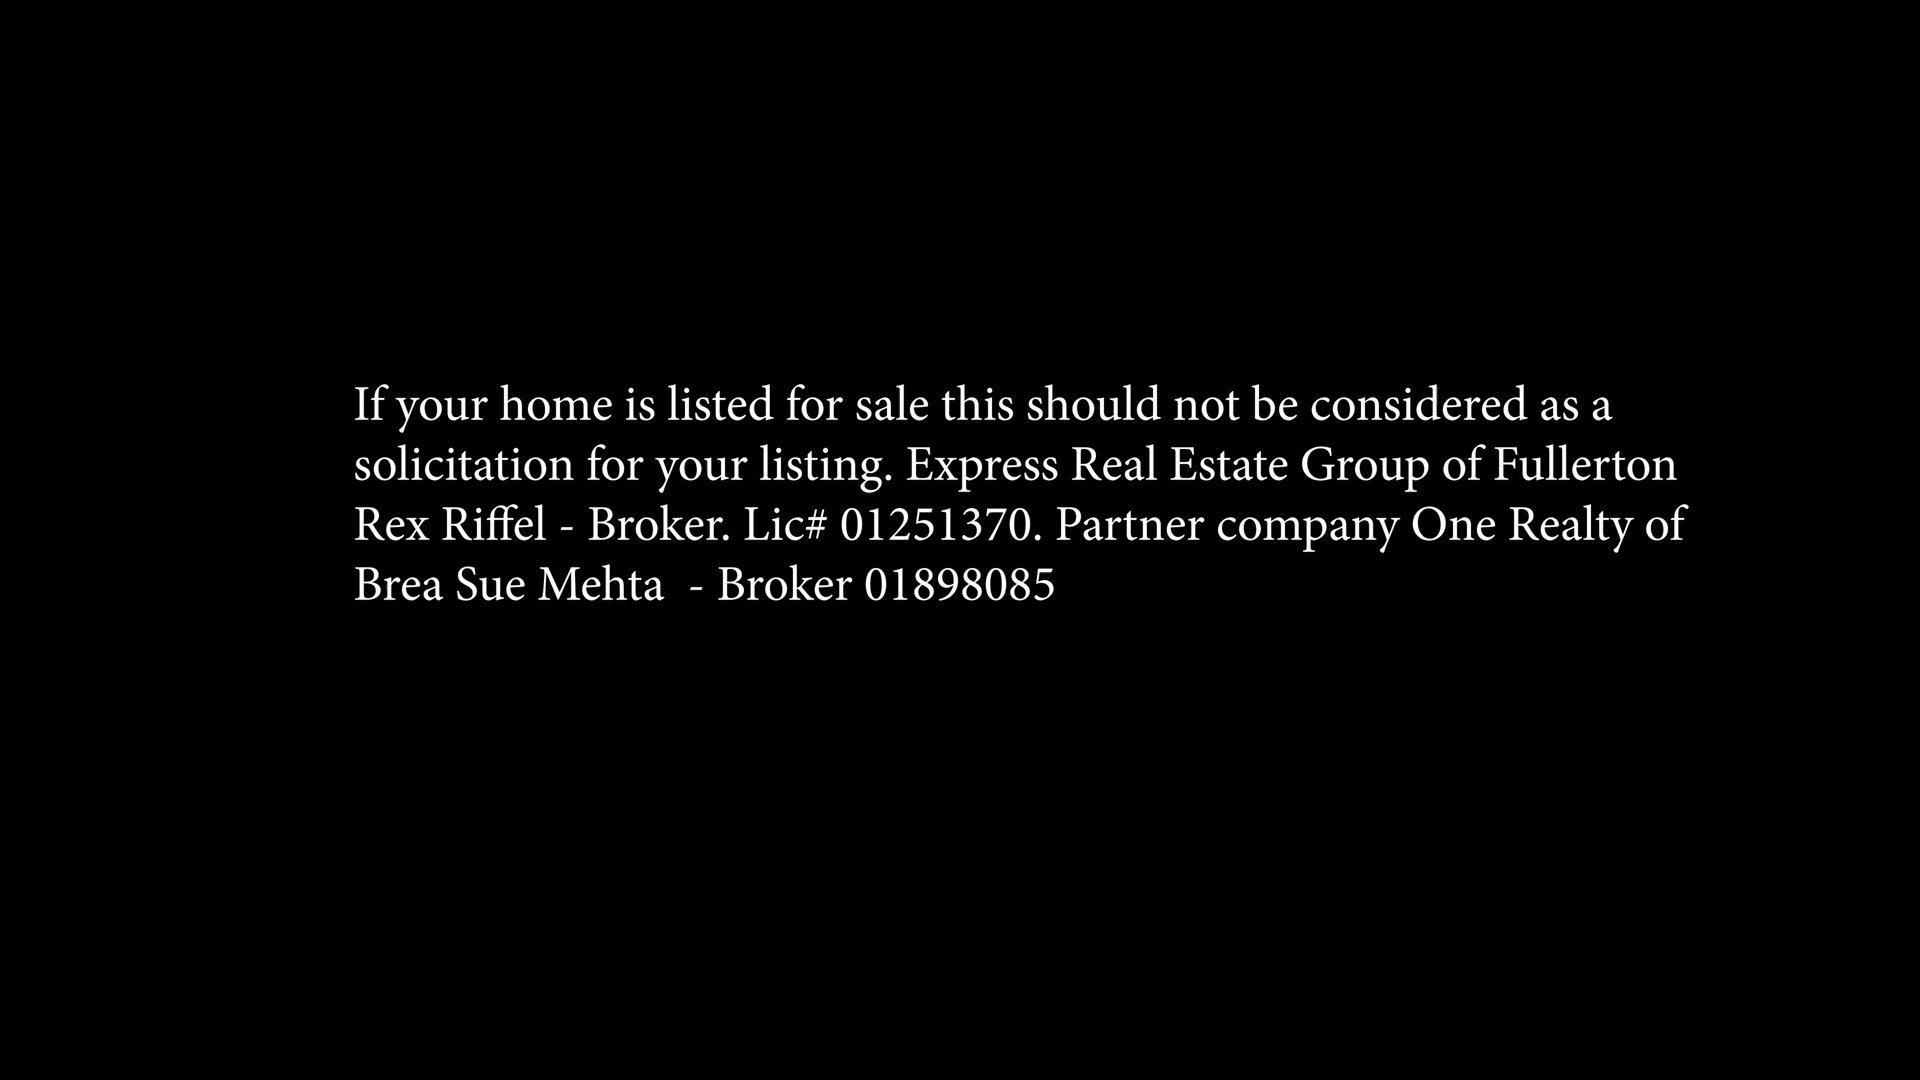 If your home is listed for sale this should not be considered as a
solicitation for your listing. Express Real Estate Group of Fullerton
Rex Riffel - Broker. Lic# 01251370. Partner company One Realty of
Brea Sue Mehta  - Broker 01898085